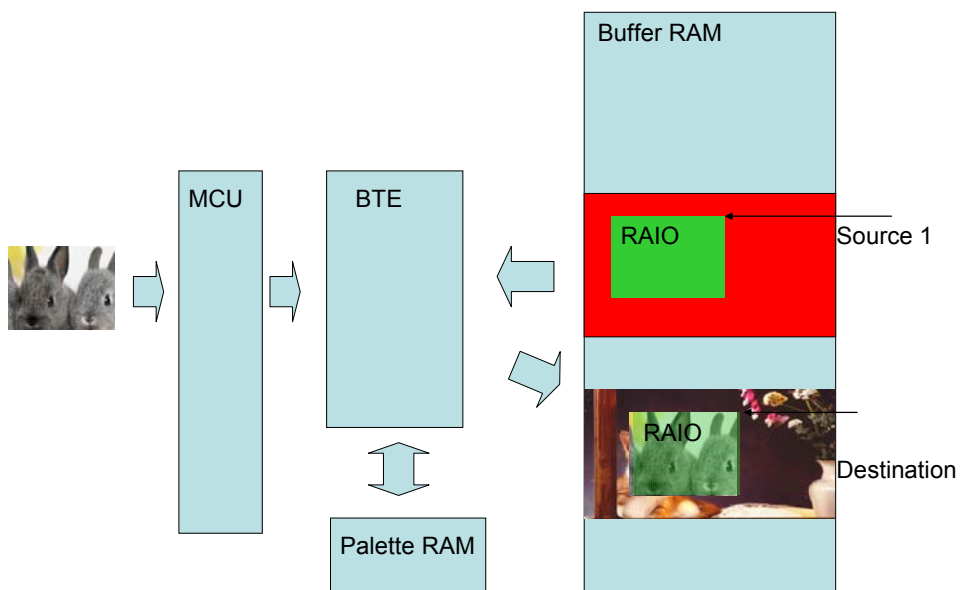 Buffer RAM
MCU
BTE
RAIO
Source 1
RAIO
Destination
Palette RAM